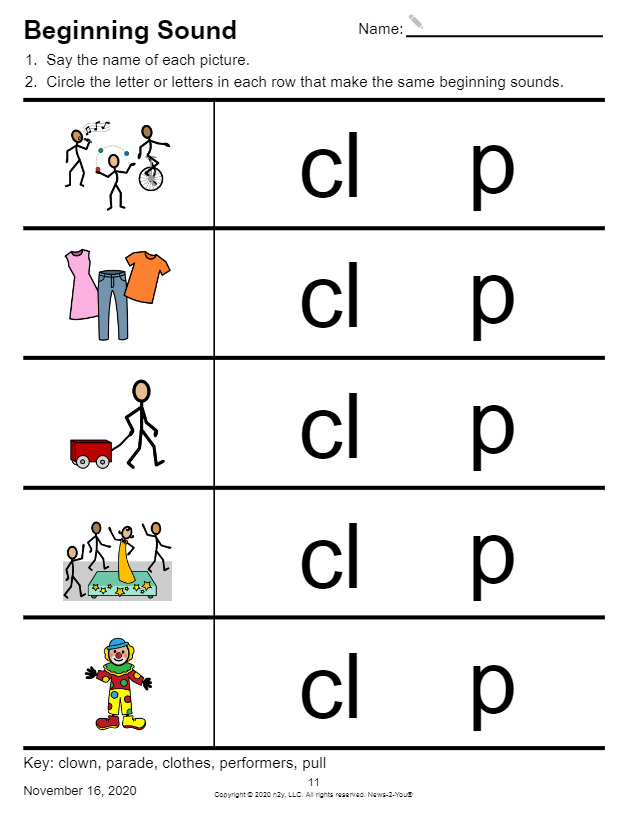 Beginning Sound
Name:
1. Say the name of each picture.
2. Circle the letter or letters in each row that make the same beginning sounds.
cl p
cl p
cl p
cl p
cl p
Key: clown, parade, clothes, performers, pull
11
November 16, 2020
Copyright © 2020 n2y, LLC. All rights reserved. News-2-You®